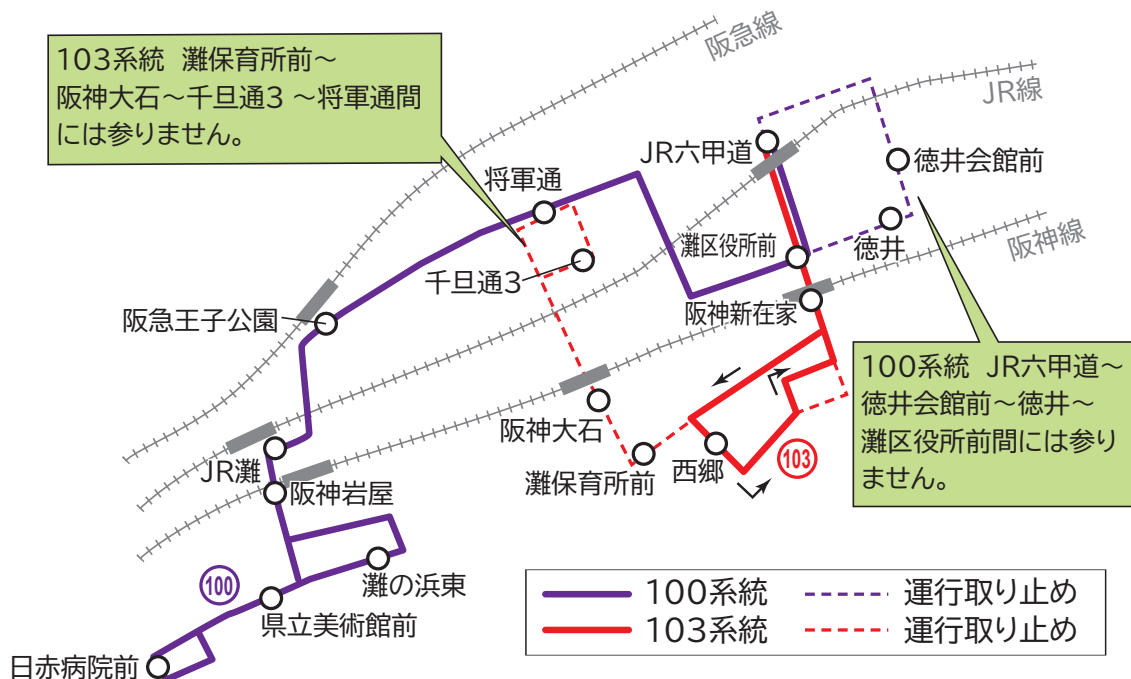 103系統 灘保育所前～
阪神大石～千旦通3 ～将軍通間
には参りません。
阪急線
JR線
JR六甲道
徳井会館前
将軍通
徳井
灘区役所前
千旦通3
阪神線
阪神新在家
阪急王子公園
100系統 JR六甲道～
徳井会館前～徳井～
灘区役所前間には参り
ません。
阪神大石
JR灘
西郷
103
灘保育所前
阪神岩屋
灘の浜東
100
県立美術館前
日赤病院前
100系統 運行取り止め
103系統 運行取り止め